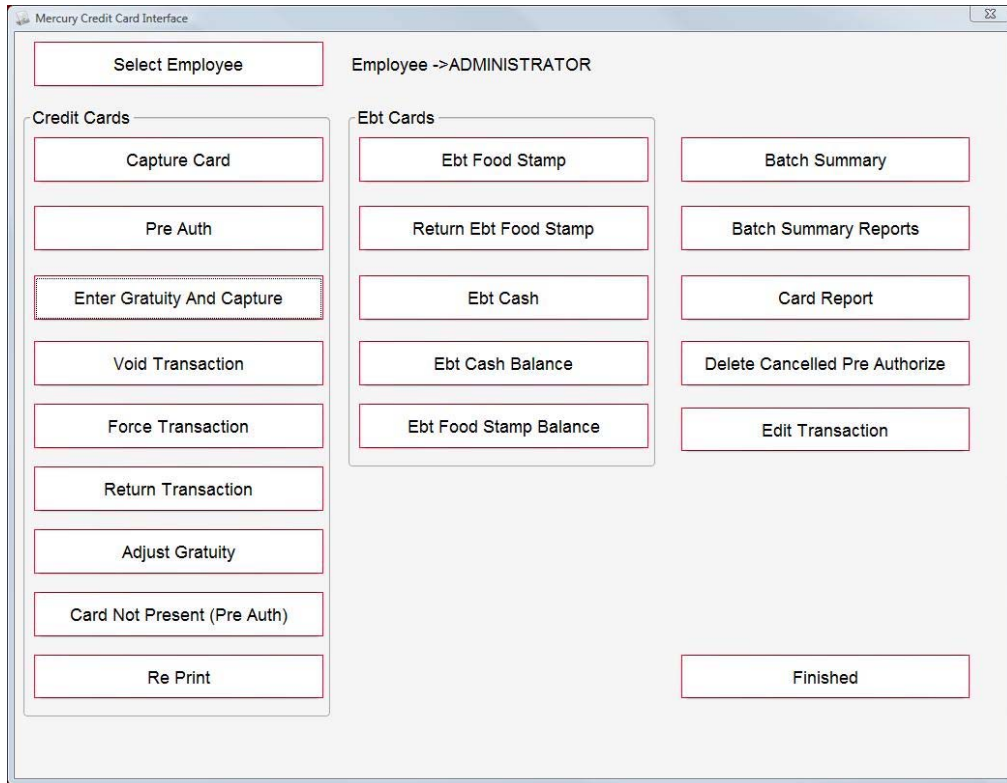 Mercury Credit Card Interface
Select Employee
Employee ->ADMINISTRATOR
Credit Cards
Capture Card
Pre Auth
Enter Gratuity And Capture
Void Transaction
Force Transaction
Return Transaction
Adjust Gratuity
Card Not Present (Pre Auth)
Re Print
Ebt Cards
Ebt Food Stamp
Return Ebt Food Stamp
Ebt Cash
Ebt Cash Balance
Ebt Food Stamp Balance
Batch Summary
Batch Summary Reports
Card Report
Delete Cancelled Pre Authorize
Edit Transaction
Finished